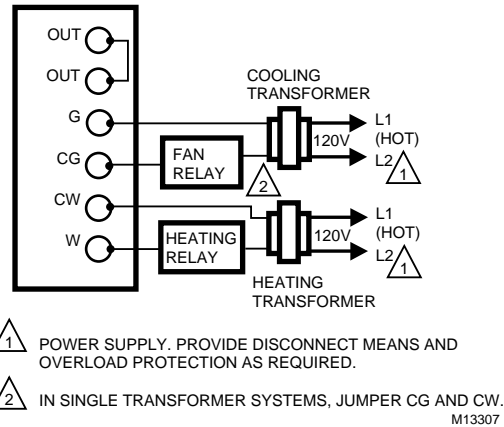 OUT
OUT
G
CG
CW
W
COOLING
TRANSFORMER
FAN
RELAY
2
120V
L1
(HOT)
L2
1
HEATING
RELAY
120V
L1
(HOT)
L2
1
HEATING
TRANSFORMER
1 POWER SUPPLY. PROVIDE DISCONNECT MEANS AND
OVERLOAD PROTECTION AS REQUIRED.
2 IN SINGLE TRANSFORMER SYSTEMS, JUMPER CG AND CW.
M13307